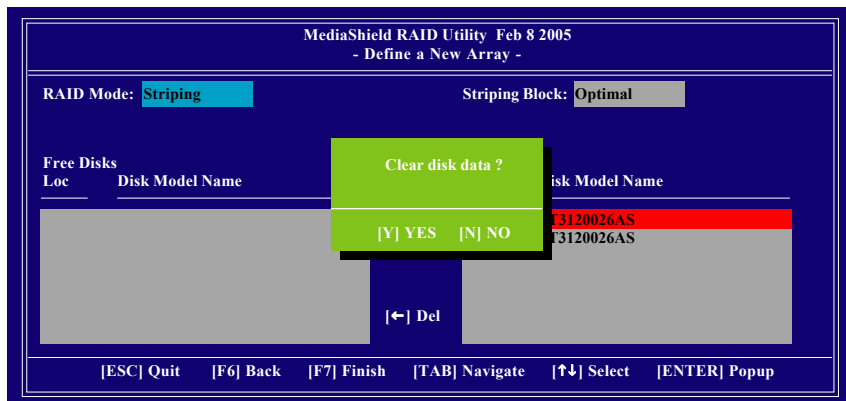 MediaShield RAID Utility Feb 8 2005
- Define a New Array -
RAID Mode: Striping Striping Block: Optimal
Clear disk data ?
[Y] YES [N] NO
Free Disks
Loc Disk Model Name
isk Model Name
T3120026AS
T3120026AS
[←] Del
[ESC] Quit [F6] Back [F7] Finish [TAB] Navigate [↑↓] Select [ENTER] Popup